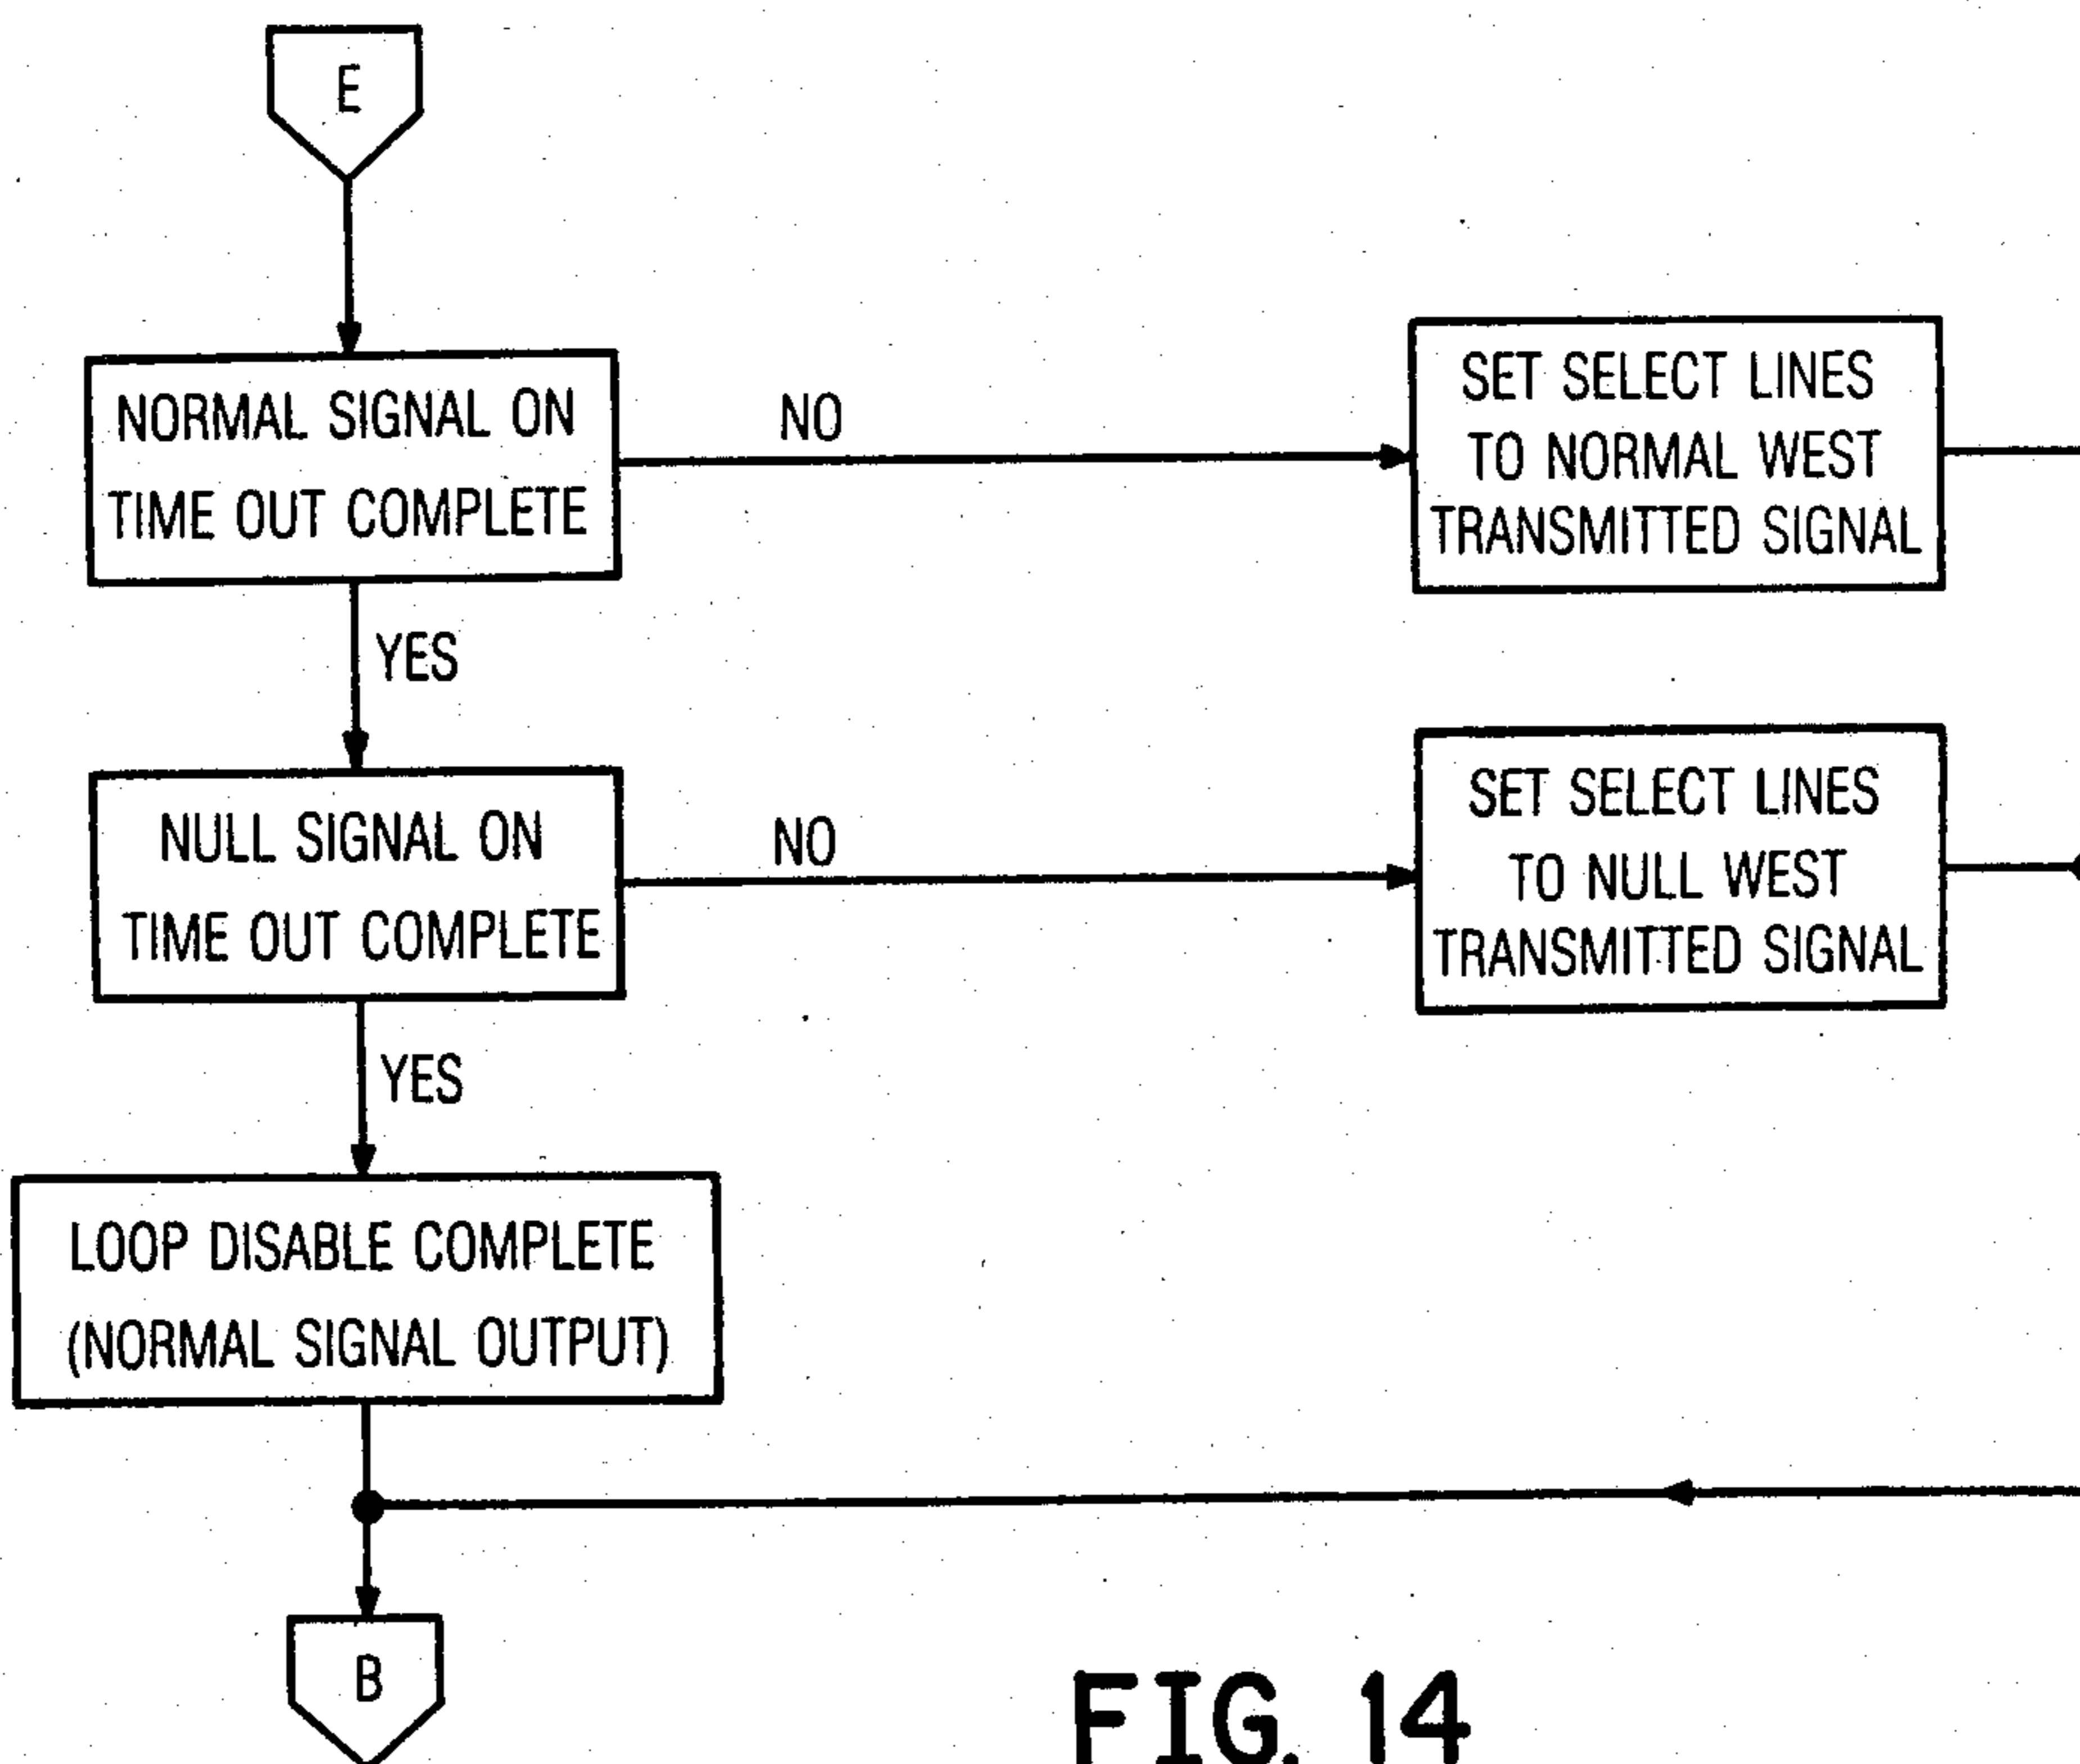 E
NORMAL SIGNAL ON
TIME OUT COMPLETE
NO
SET SELECT LINES
TO NORMAL WEST
TRANSMITTED SIGNAL
YES
NULL SIGNAL ON
TIME OUT COMPLETE
NO
SET SELECT LINES
TO NULL WEST
TRANSMITTED SIGNAL
YES
LOOP DISABLE COMPLETE
(NORMAL SIGNAL OUTPUT)
B
FIG. 14